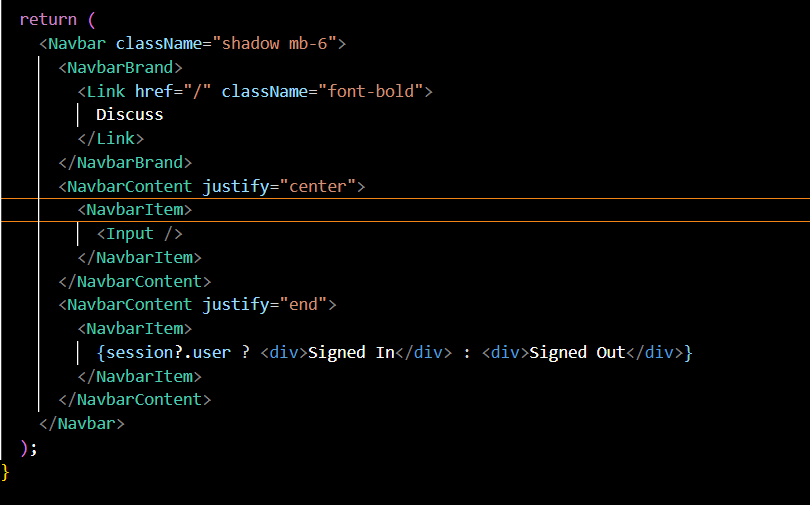 return (
<Navbar className="shadow mb-6">
<NavbarBrand>
<Link href="/" className="font-bold">
Discuss
</Link>
</NavbarBrand>
<NavbarContent justify="center">
<NavbarItem>
<Input />
</NavbarItem>
</NavbarContent>
<NavbarContent justify="end">
<NavbarItem>
{session?.user ? <div>Signed In</div> : <div>Signed Out</div>}
</NavbarItem>
</NavbarContent>
</Navbar>
);
}